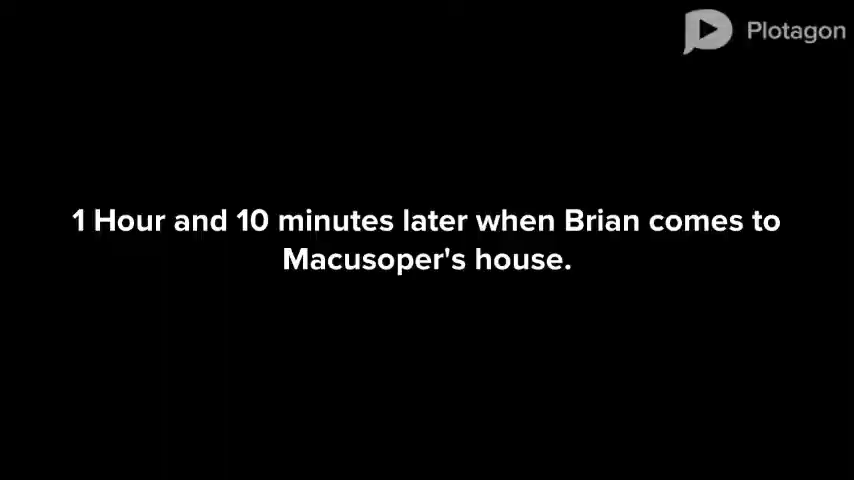 Plotagon
1 Hour and 10 minutes later when Brian comes to
Macusoper's house.